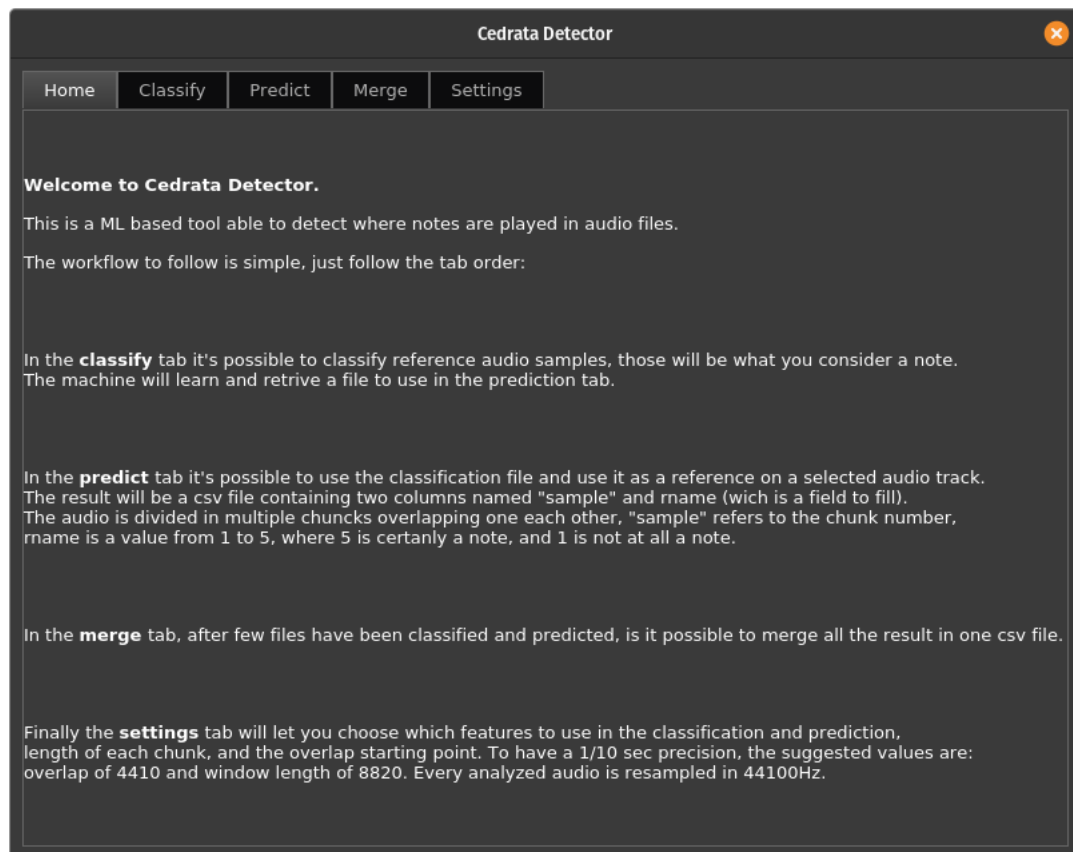 Cedrata Detector
Home
Classify
Predict
Merge
Settings
Welcome to Cedrata Detector.
This is a ML based tool able to detect where notes are played in audio files.
The workflow to follow is simple, just follow the tab order:
In the classify tab it's possible to classify reference audio samples, those will be what you consider a note.
The machine will learn and retrive a file to use in the prediction tab.
In the predict tab it's possible to use the classification file and use it as a reference on a selected audio track.
The result will be a csv file containing two columns named "sample" and rname (wich is a field to fill).
The audio is divided in multiple chuncks overlapping one each other, "sample" refers to the chunk number,
rname is a value from 1 to 5, where 5 is certanly a note, and 1 is not at all a note.
In the merge tab, after few files have been classified and predicted, is it possible to merge all the result in one csv file.
Finally the settings tab will let you choose which features to use in the classification and prediction,
length of each chunk, and the overlap starting point. To have a 1/10 sec precision, the suggested values are:
overlap of 4410 and window length of 8820. Every analyzed audio is resampled in 44100Hz.